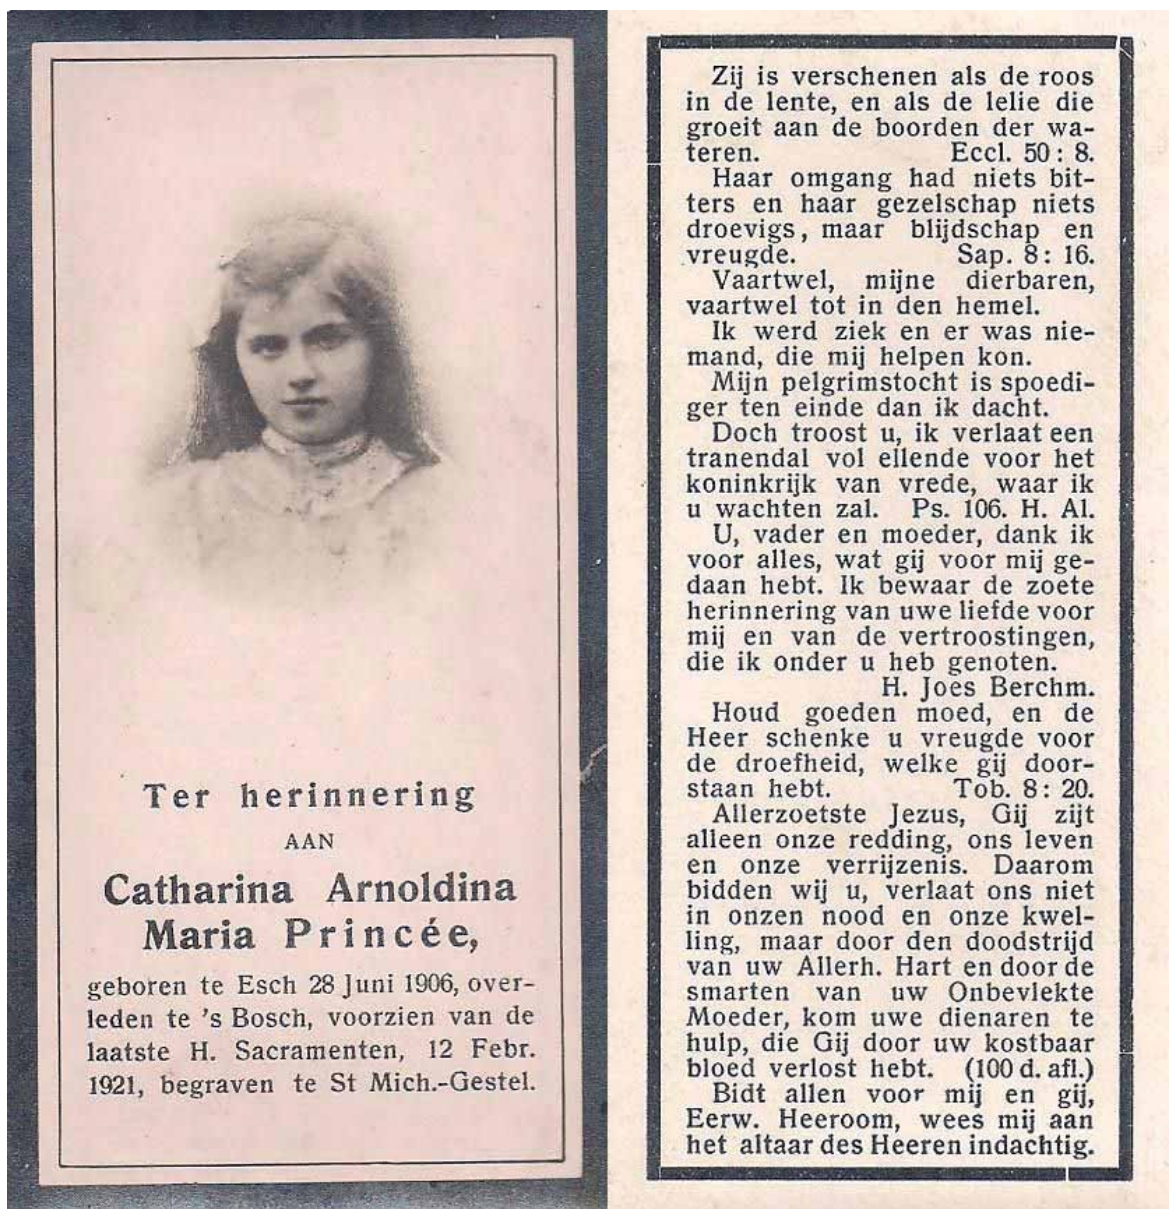 Ter herinnering
AAN
Catharina Arnoldina
Maria Princée,
geboren te Esch 28 Juni 1906, over-
leden te 's Bosch, voorzien van de
laatste H. Sacramenten, 12 Febr.
1921, begraven te St Mich.-Gestel.
Zij is verschenen als de roos
in de lente, en als de lelie die
groeit aan de boorden der wa-
teren. Eccl. 50: 8.
Haar omgang had niets bit-
ters en haar gezelschap niets
droevigs, maar blijdschap en
vreugde. Sap. 8: 16.
Vaartwel, mijne dierbaren,
vaartwel tot in den hemel.
Ik werd ziek en er was nie-
mand, die mij helpen kon.
Mijn pelgrimstocht is spoedi-
ger ten einde dan ik dacht.
Doch troost u, ik verlaat een
tranendal vol ellende voor het
koninkrijk van vrede, waar ik
u wachten zal. Ps. 106. H. Al.
U, vader en moeder, dank ik
voor alles, wat gij voor mij ge-
daan hebt. Ik bewaar de zoete
herinnering van uwe liefde voor
mij en van de vertroostingen,
die ik onder u heb genoten.
H. Joes Berchm.
Houd goeden moed, en de
Heer schenke u vreugde voor
de droefheid, welke gij door-
staan hebt. Tob. 8: 20.
Allerzoetste Jezus, Gij zijt
alleen onze redding, ons leven
en onze verrijzenis. Daarom
bidden wij u, verlaat ons niet
in onzen nood en onze kwel-
ling, maar door den doodstrijd
van uw Allerh. Hart en door de
smarten van uw Onbevlekte
Moeder, kom uwe dienaren te
hulp, die Gij door uw kostbaar
bloed verlost hebt. (100 d. afl.)
Bidt allen voor mij en gij,
Eerw. Heeroom, wees mij aan
het altaar des Heeren indachtig.